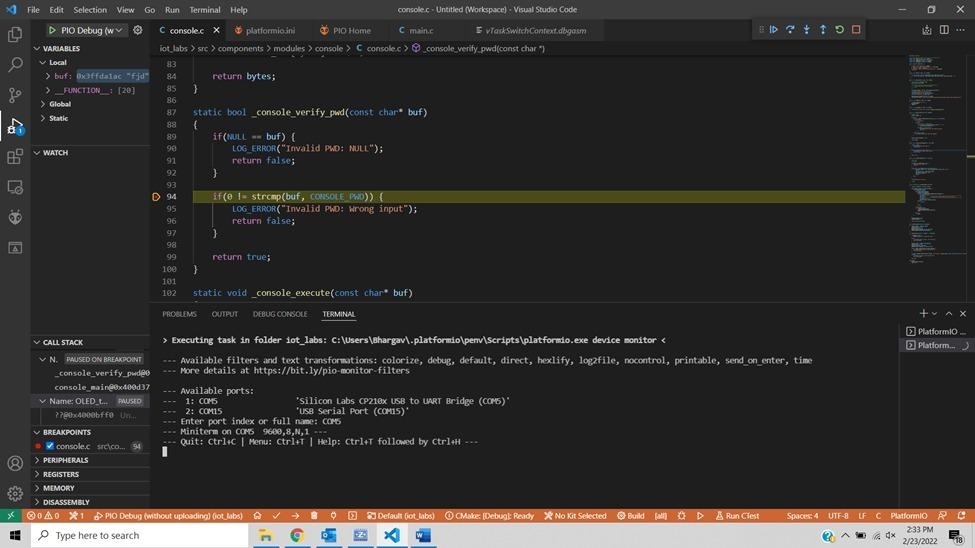 File Edit Selection View Go Run Terminal Help console.c - Untitled (Workspace) - Visual Studio Code
PIO Debug (w
console.c platformio.ini PIO Home main.c vTaskSwitchContext.dbgasm
iot_labs > src > components > modules > console > console.c > _console_verify_pwd(const char*)
VARIABLES
Local
buf: 0x3ffda1ac "fjd"
__FUNCTION__: [20]
Global
Static
WATCH
83
84 return bytes;
85 }
86
87 static bool _console_verify_pwd(const char* buf)
88 {
89 if(NULL == buf) {
90 LOG_ERROR("Invalid PWD: NULL");
91 return false;
92 }
93
94 if(0 != strcmp(buf, CONSOLE_PWD)) {
95 LOG_ERROR("Invalid PWD: Wrong input");
96 return false;
97 }
98
99 return true;
100 }
101
102 static void _console_execute(const char* buf)
PROBLEMS OUTPUT DEBUG CONSOLE TERMINAL
> Executing task in folder iot_labs: C:\Users\Bhargav\.platformio\penv\Scripts\platformio.exe device monitor <
--- Available filters and text transformations: colorize, debug, default, direct, hexlify, log2file, nocontrol, printable, send_on_enter, time
--- More details at https://bit.ly/pio-monitor-filters
--- Available ports:
--- 1: COM5 'Silicon Labs CP210x USB to UART Bridge (COM5)'
--- 2: COM15 'USB Serial Port (COM15)'
--- Enter port index or full name: COM5
--- Miniterm on COM5 9600,8,N,1 ---
--- Quit: Ctrl+C | Menu: Ctrl+T | Help: Ctrl+T followed by Ctrl+H ---
PlatformIO
Platform...
CALL STACK
N. PAUSED ON BREAKPOINT
_console_verify_pwd@0
console_main@0x400d37
Name: OLED_t... PAUSED
??@0x4000bff0 Un...
BREAKPOINTS
console.c src\co... 94
PERIPHERALS
REGISTERS
MEMORY
DISASSEMBLY
0 0 1 PIO Debug (without uploading) (iot_labs) Default (iot_labs) CMake: [Debug]: Ready No Kit Selected Build [all] Run CTest Spaces: 4 UTF-8 LF C PlatformIO
Type here to search
2:33 PM
2/23/2022
18